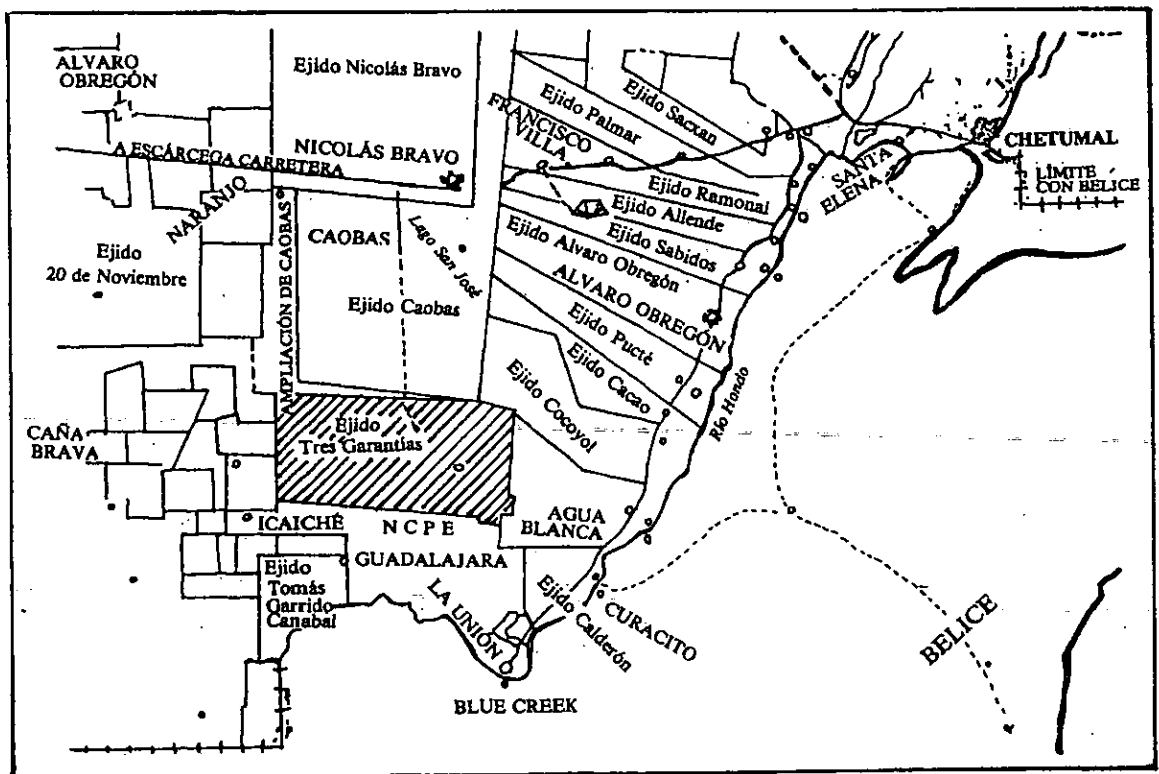 ALVARO
OBREGÓN
Ejido Nicolás Bravo
Ejido Sacxan
Ejido Palmar
FRANCISCO
VILLA
NICOLÁS BRAVO
A ESCÁRCEGA CARRETERA
CHETUMAL
SANTA
ELENA
LÍMITE
CON BELICE
NARANJO
Ejido Ramonal
Ejido Allende
Ejido Sabidos
Ejido Alvaro Obregón
ALVARO OBREGÓN
Ejido
20 de Noviembre
AMPLIACIÓN DE CAOBAS
CAOBAS
Lago San José
Ejido Caobas
Ejido Pucté
Ejido Cacao
Ejido Cocoyol
Río Hondo
CAÑA
BRAVA
Ejido
Tres Garantías
ICAICHÉ
NCPE
GUADALAJARA
AGUA
BLANCA
Ejido
Tomás
Garrido
Canabal
LA UNIÓN
Ejido Calderón
CURACITO
BELICE
BLUE CREEK